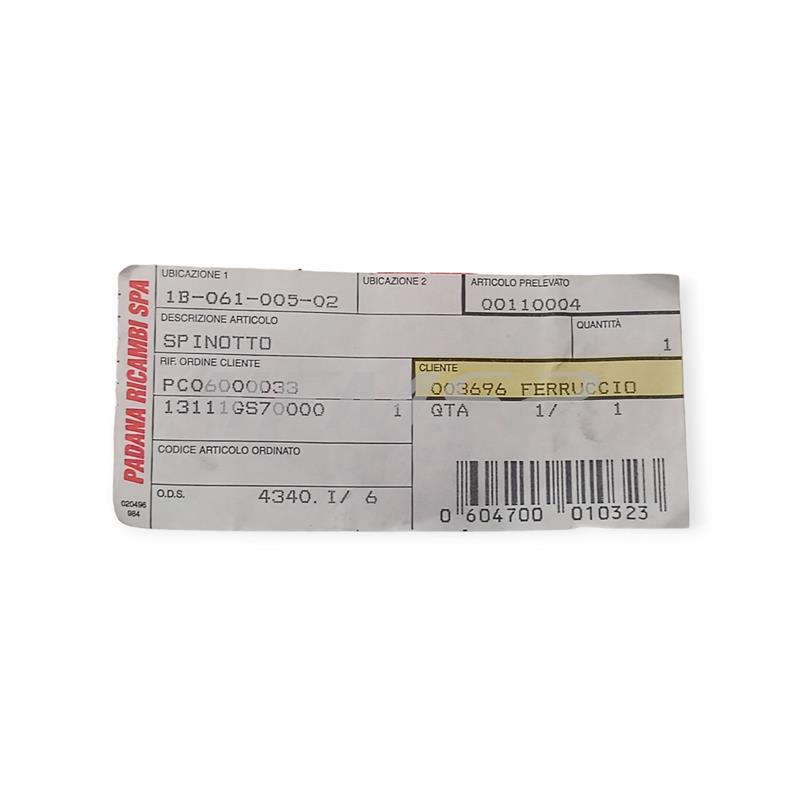 PADANA RICAMBI SPA
020496
984
UBICAZIONE 1
1B-061-005-02
UBICAZIONE 2
ARTICOLO PRELEVATO
00110004
DESCRIZIONE ARTICOLO
SPINOTTO
QUANTITÀ
1
RIF. ORDINE CLIENTE
PC06000033
CLIENTE
003696 FERRUCCIO
13111GS70000 1
QTA 1/ 1
CODICE ARTICOLO ORDINATO
O.D.S. 4340.I/ 6
0 604700 010323